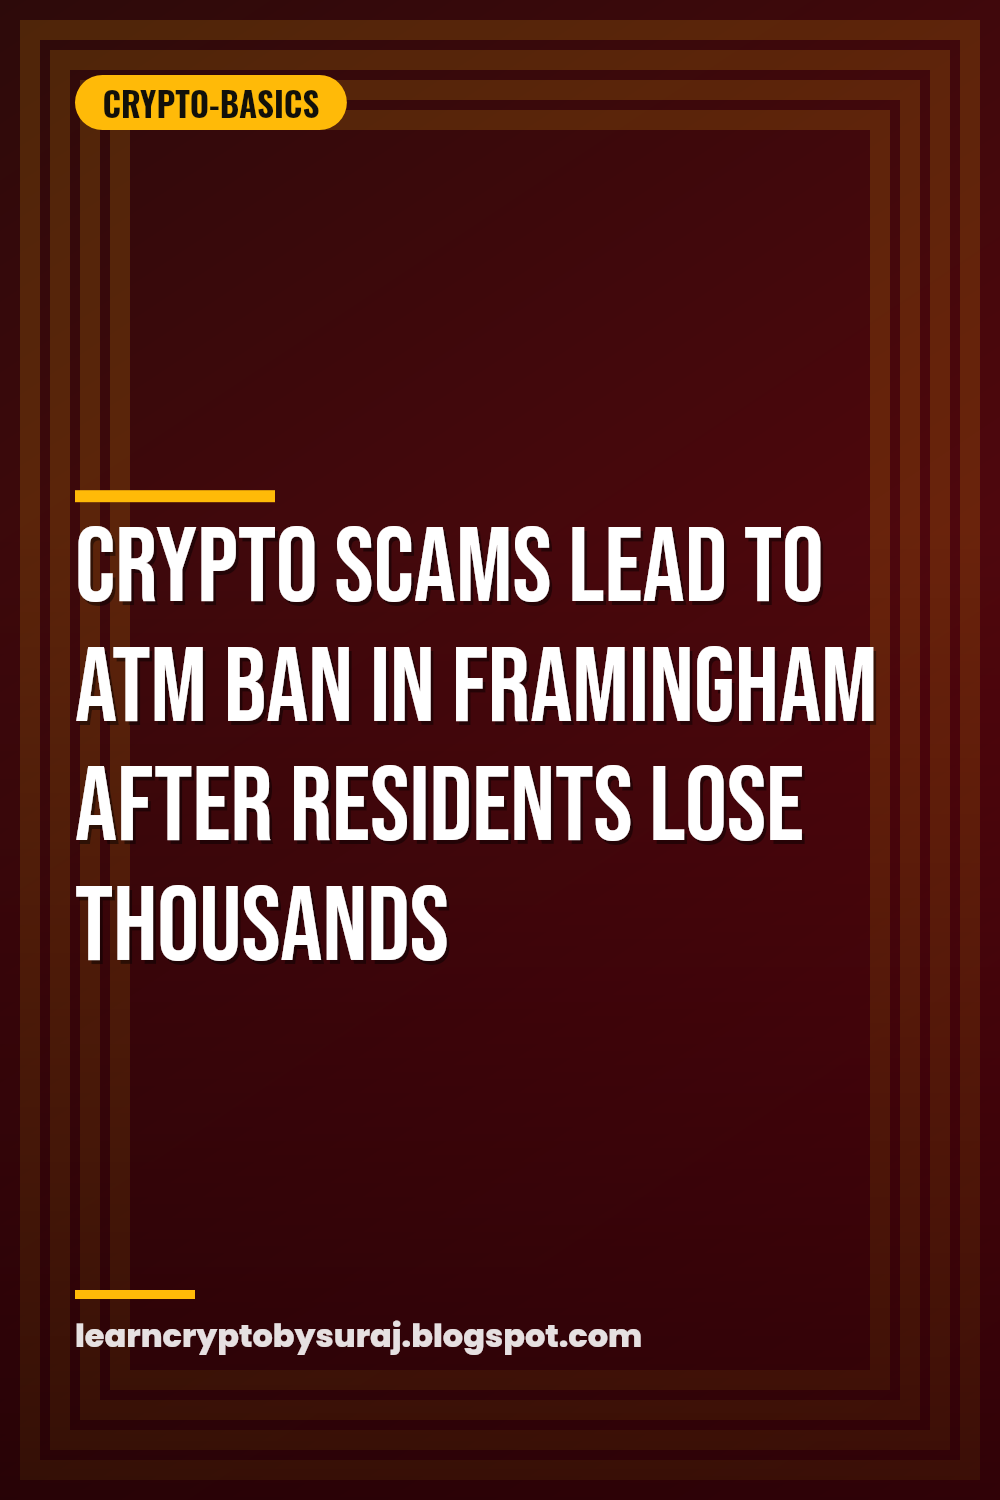 CRYPTO-BASICS
CRYPTO SCAMS LEAD TO
ATM BAN IN FRAMINGHAM
AFTER RESIDENTS LOSE
THOUSANDS
learncryptobysuraj.blogspot.com